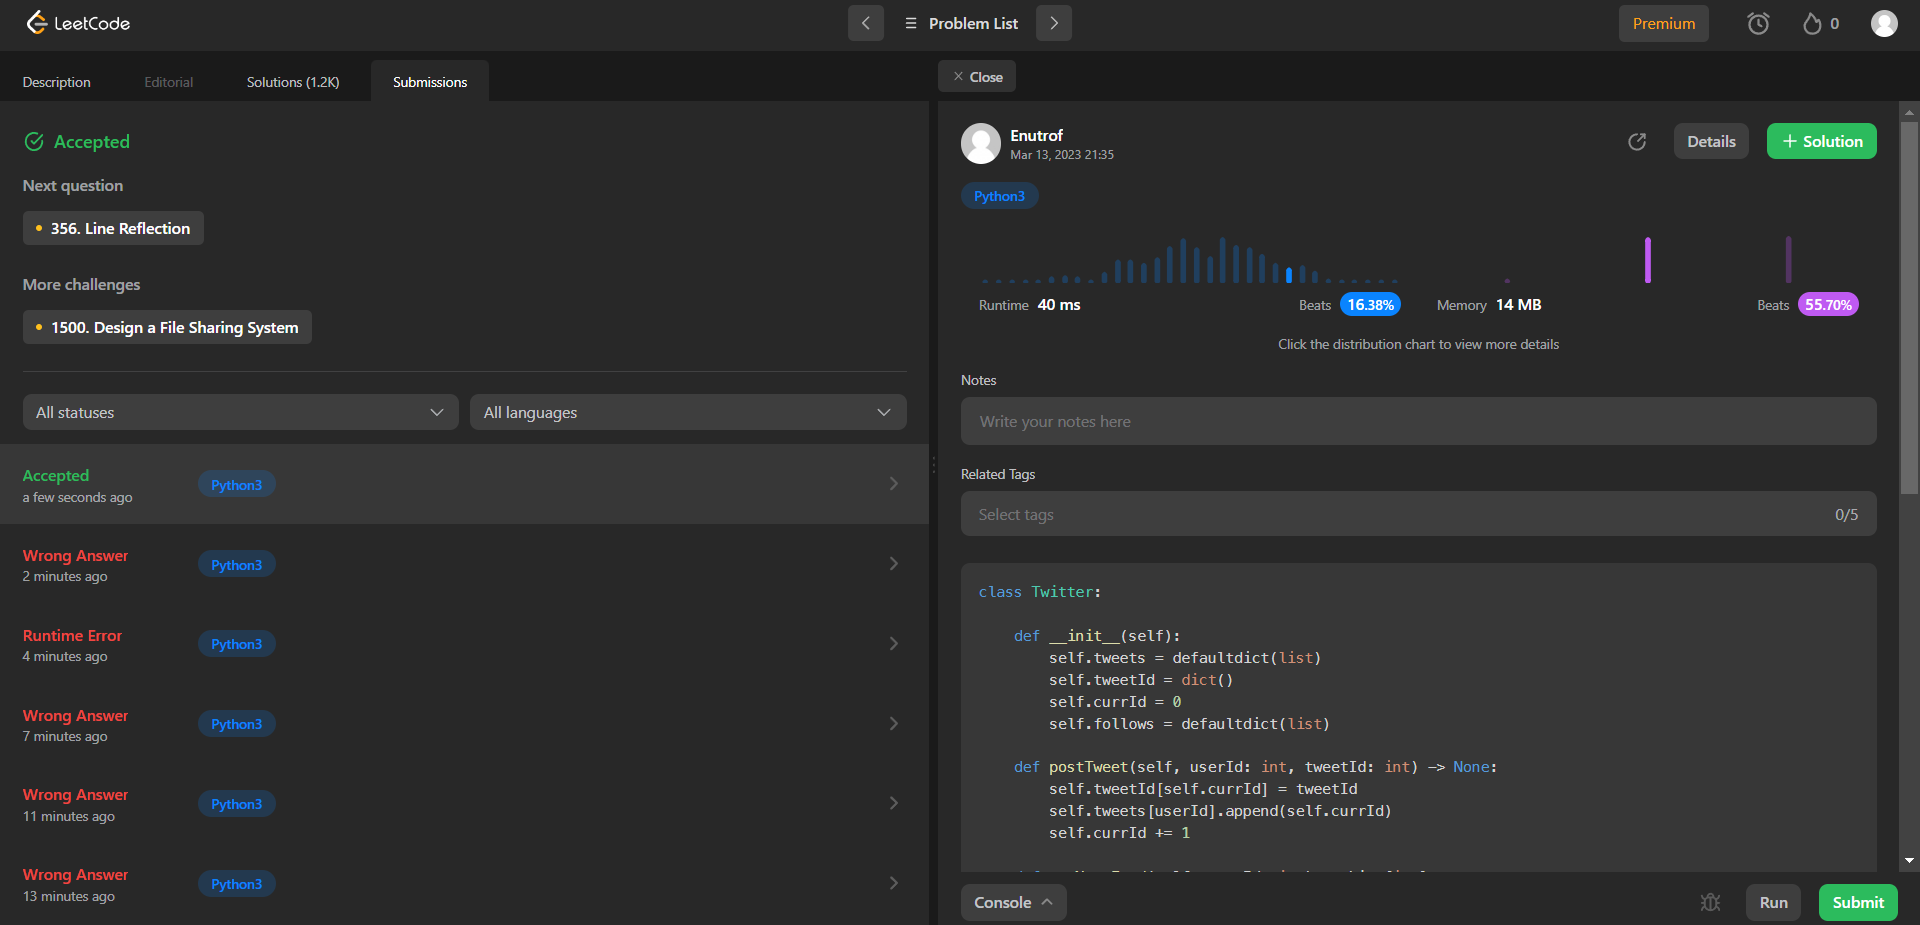 LeetCode
Problem List
Premium
0
Description
Editorial
Solutions (1.2K)
Submissions
Accepted
Next question
356. Line Reflection
More challenges
1500. Design a File Sharing System
All statuses
All languages
Accepted
a few seconds ago
Python3
Wrong Answer
2 minutes ago
Python3
Runtime Error
4 minutes ago
Python3
Wrong Answer
7 minutes ago
Python3
Wrong Answer
11 minutes ago
Python3
Wrong Answer
13 minutes ago
Python3
Close
Enutrof
Mar 13, 2023 21:35
Details
+ Solution
Python3
Runtime 40 ms
Beats 16.38%
Memory 14 MB
Beats 55.70%
Click the distribution chart to view more details
Notes
Write your notes here
Related Tags
Select tags
0/5
class Twitter:
def __init__(self):
self.tweets = defaultdict(list)
self.tweetId = dict()
self.currId = 0
self.follows = defaultdict(list)
def postTweet(self, userId: int, tweetId: int) -> None:
self.tweetId[self.currId] = tweetId
self.tweets[userId].append(self.currId)
self.currId += 1
Console
Run
Submit